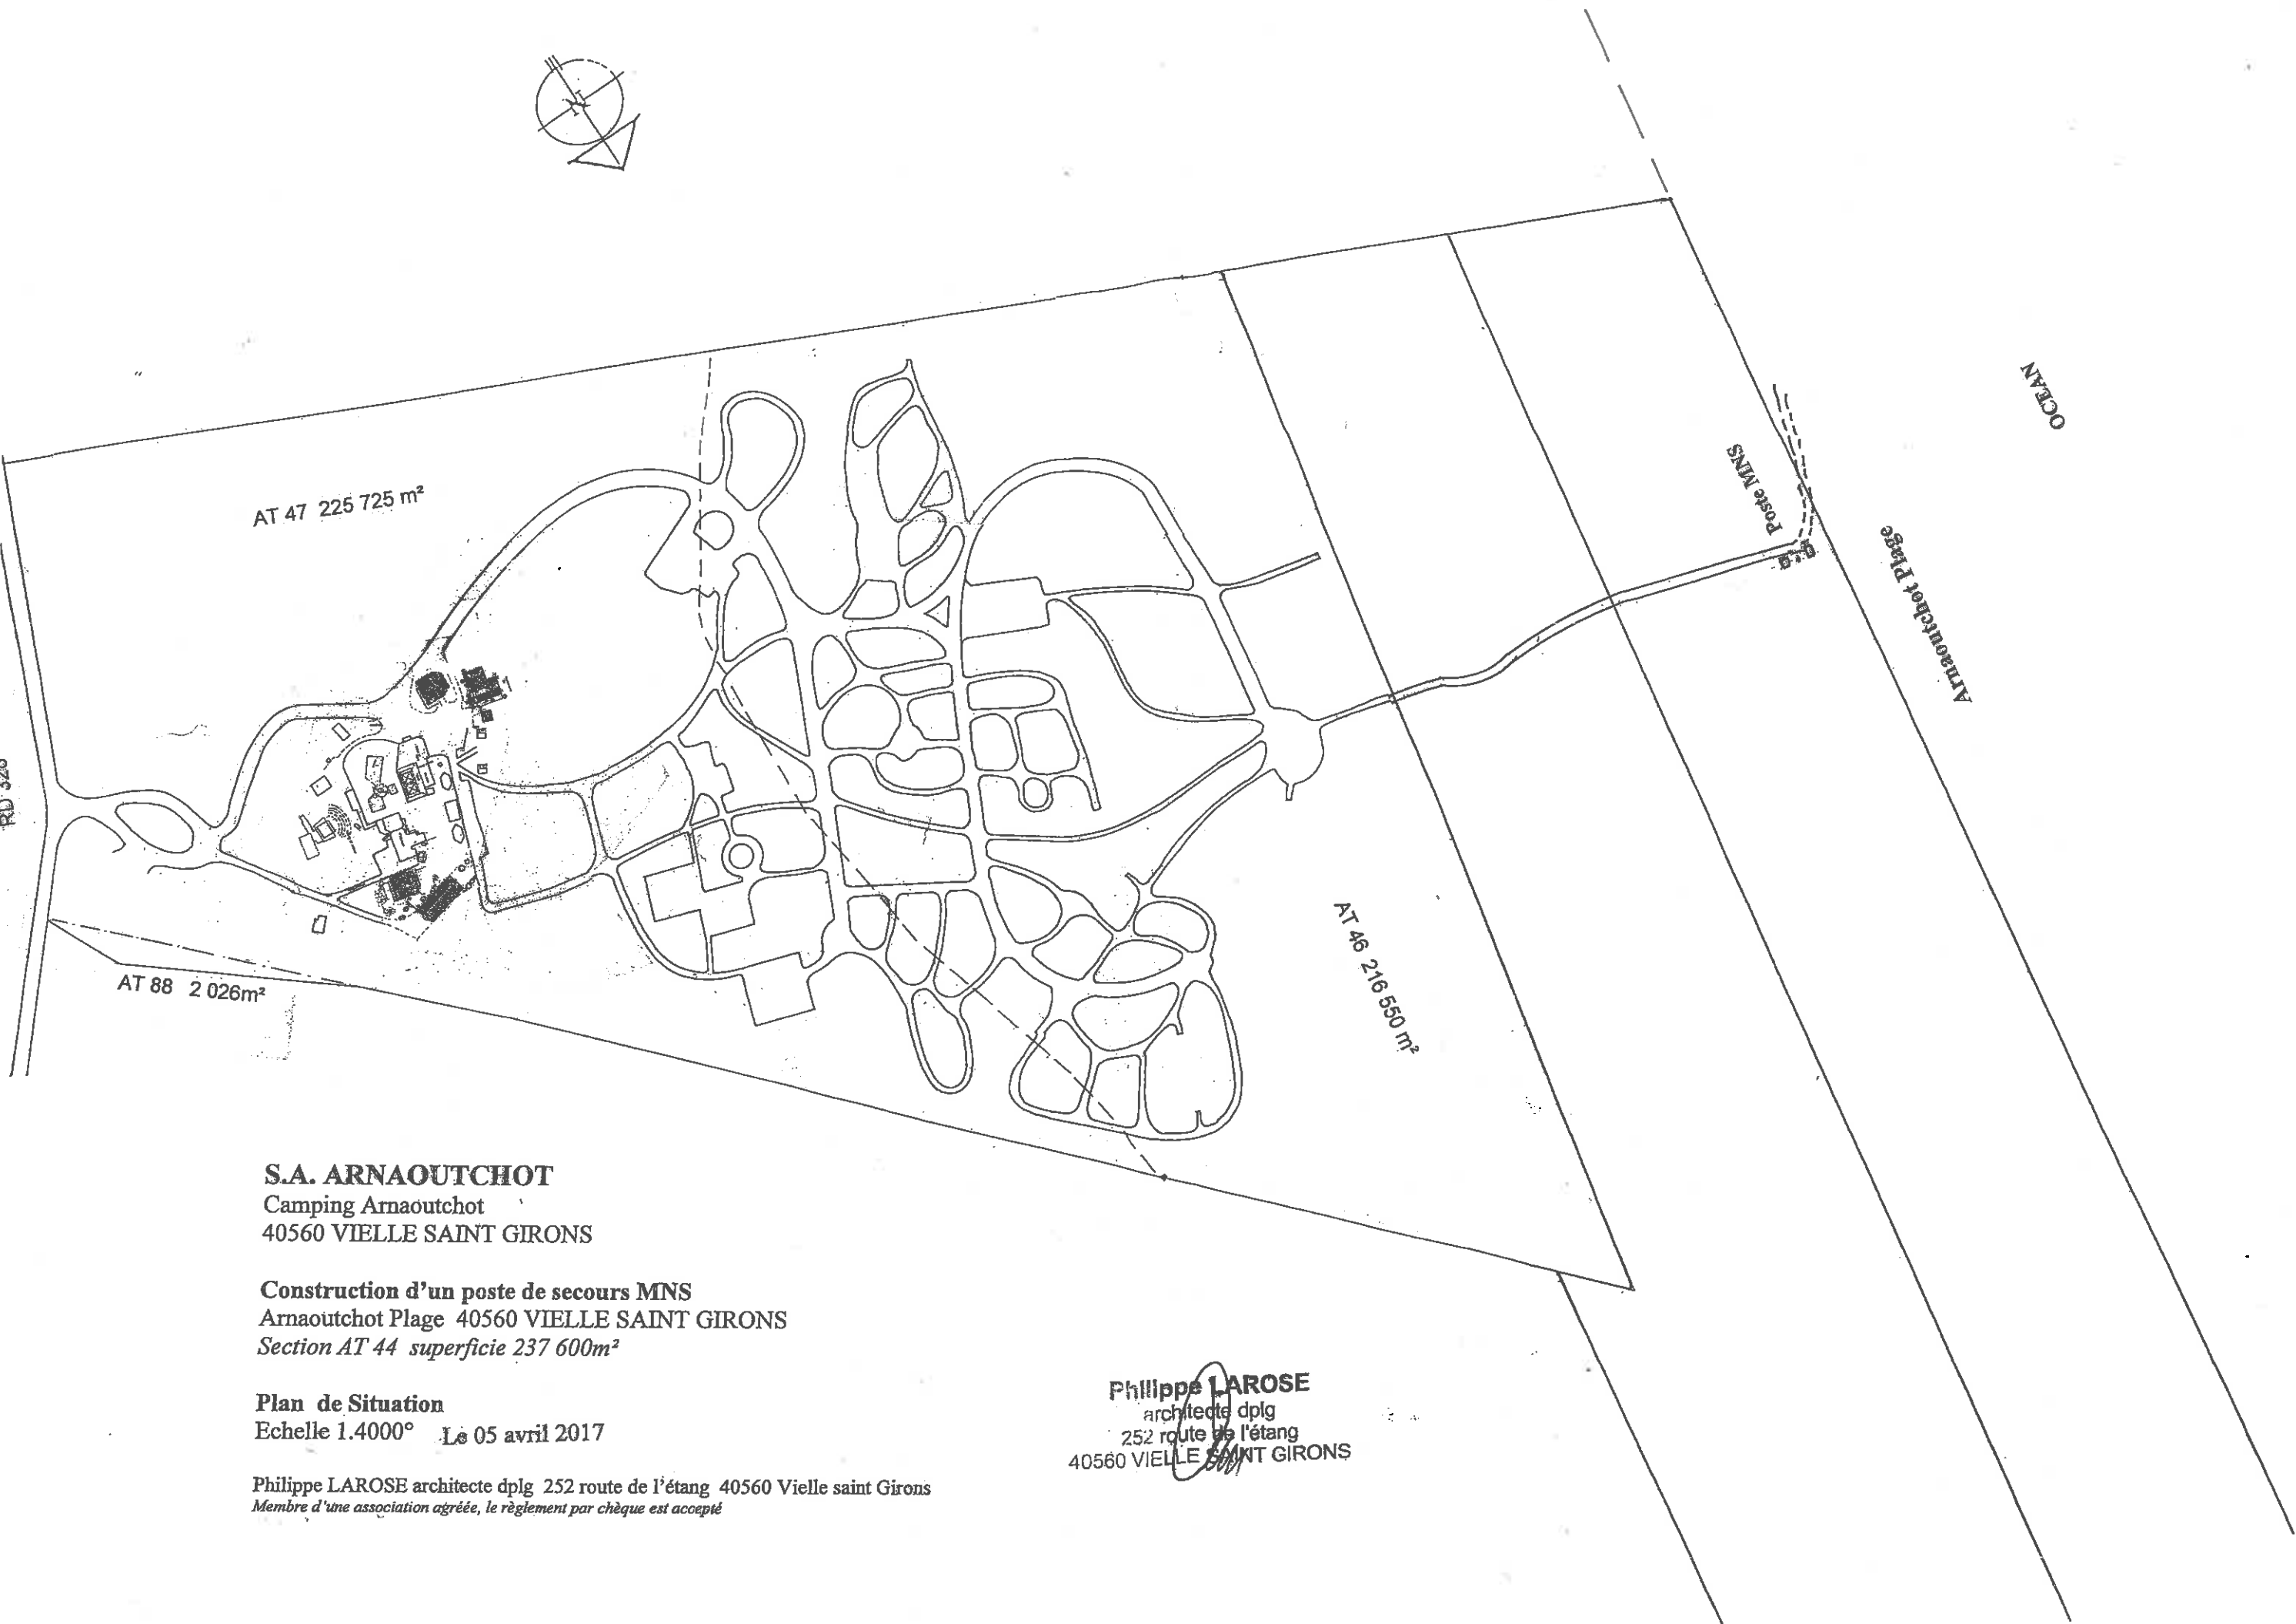 N
OCEAN
Poste MNS
AT 47 225 725 m²
Arnaoutchot Plage
AT 46 216 550 m²
AT 88 2 026m²
S.A. ARNAOUTCHOT
Camping Arnaoutchot
40560 VIELLE SAINT GIRONS
Construction d'un poste de secours MNS
Arnaoutchot Plage 40560 VIELLE SAINT GIRONS
Section AT 44 superficie 237 600m²
Plan de Situation
Echelle 1.4000° Le 05 avril 2017
Philippe LAROSE
architecte dplg
252 route de l'étang
40560 VIELLE SAINT GIRONS
Philippe LAROSE architecte dplg 252 route de l'étang 40560 Vielle saint Girons
Membre d'une association agréée, le règlement par chèque est accepté